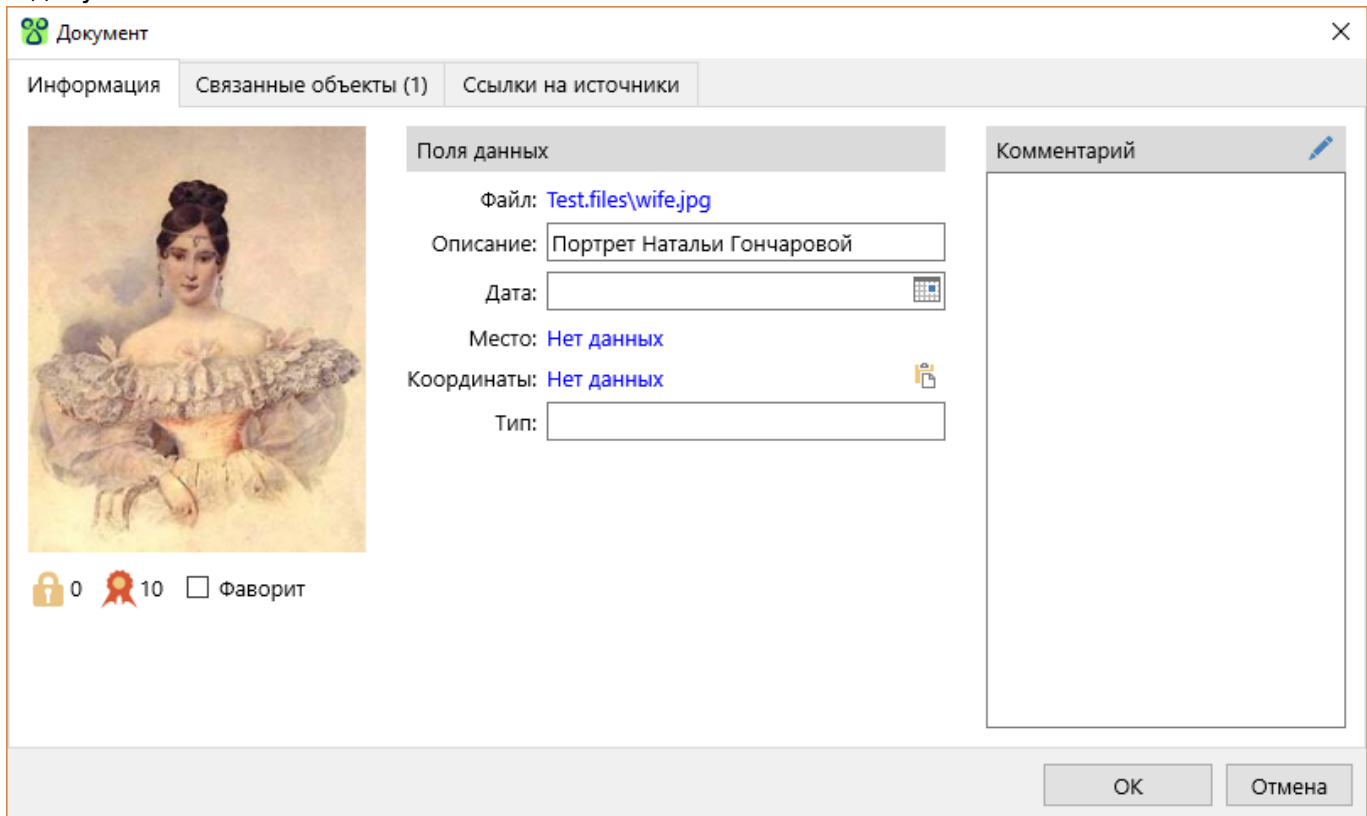 Документ
Информация Связанные объекты (1) Ссылки на источники
Поля данных
Файл: Test.files\wife.jpg
Описание: Портрет Натальи Гончаровой
Дата:
Место: Нет данных
Координаты: Нет данных
Тип:
Комментарий
0 10 Фаворит
OK Отмена